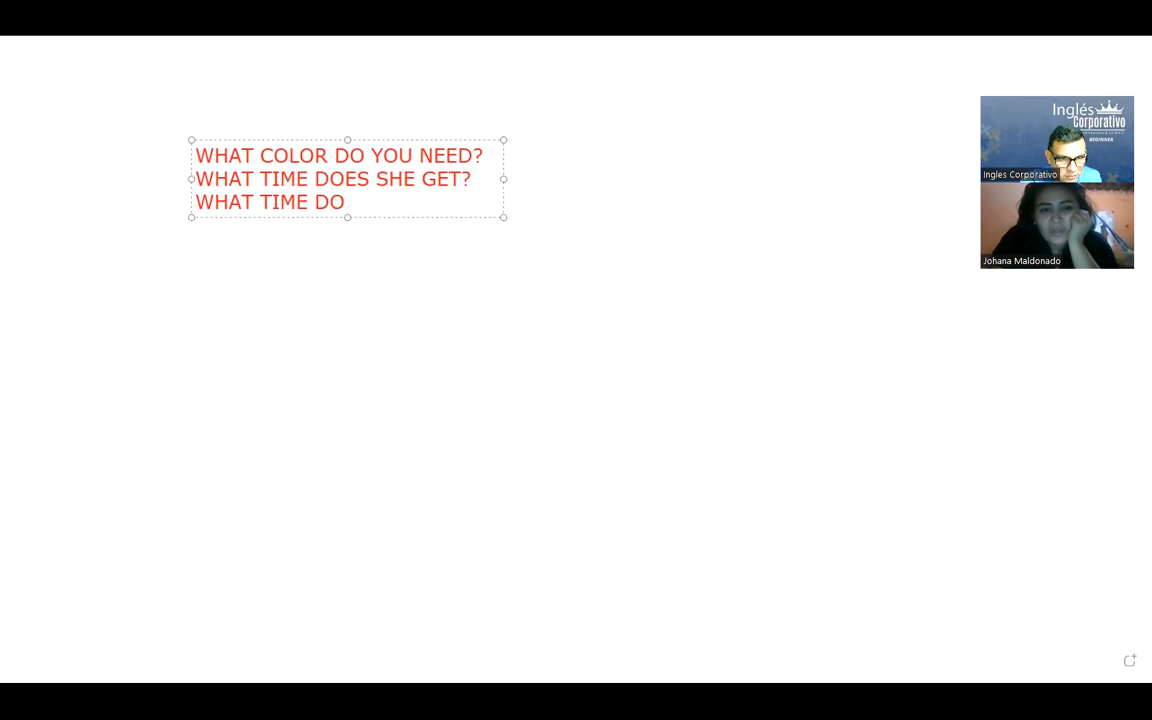 WHAT COLOR DO YOU NEED?
WHAT TIME DOES SHE GET?
WHAT TIME DO
Inglés
Corporativo
BEGINNER
Ingles Corporativo
Johana Maldonado